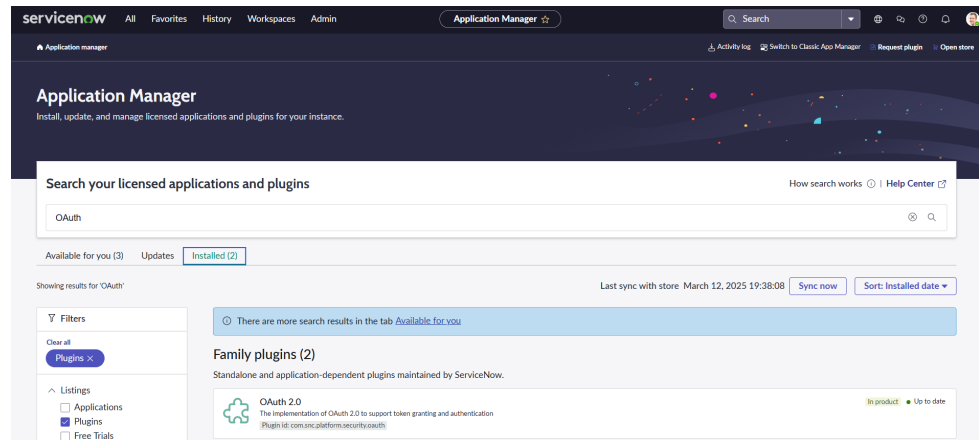 servicenow All Favorites History Workspaces Admin Application Manager ☆ Search
Application manager Activity log Switch to Classic App Manager Request plugin Open store
Application Manager
Install, update, and manage licensed applications and plugins for your instance.
Search your licensed applications and plugins How search works | Help Center
OAuth
Available for you (3) Updates Installed (2)
Showing results for 'OAuth' Last sync with store March 12, 2025 19:38:08 Sync now Sort: Installed date
Filters There are more search results in the tab Available for you
Clear all
Plugins × Family plugins (2)
Standalone and application-dependent plugins maintained by ServiceNow.
Listings
Applications OAuth 2.0 In product Up to date
Plugins The implementation of OAuth 2.0 to support token granting and authentication
Plugin id: com.snc.platform.security.oauth
Free Trials